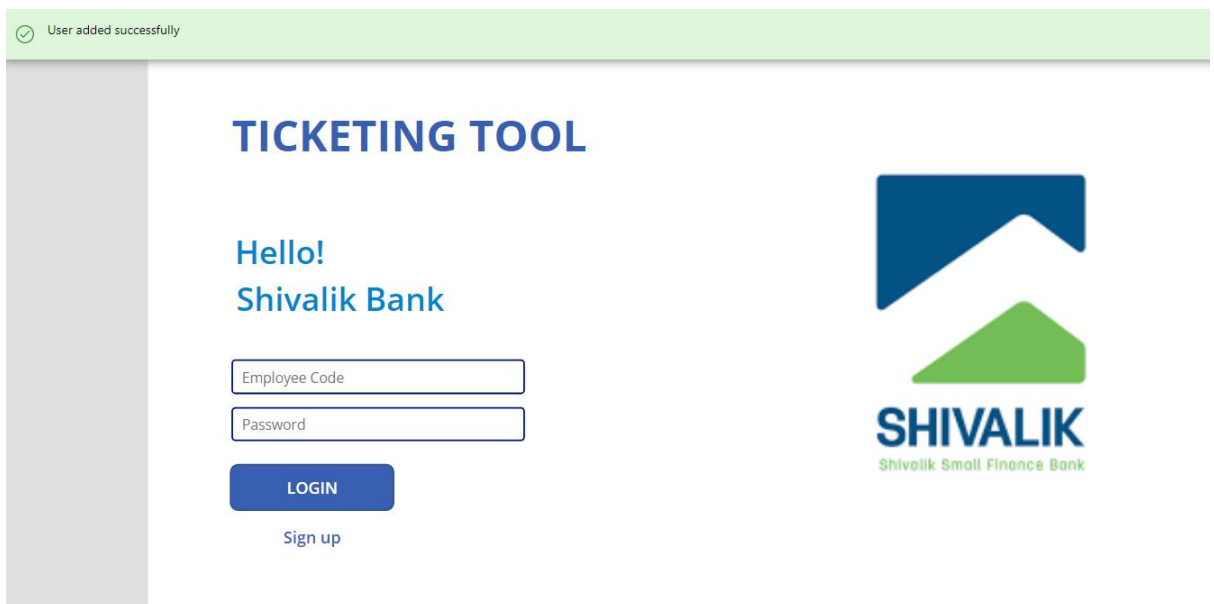 User added successfully
TICKETING TOOL
Hello!
Shivalik Bank
Employee Code
Password
LOGIN
Sign up
SHIVALIK
Shivalik Small Finance Bank